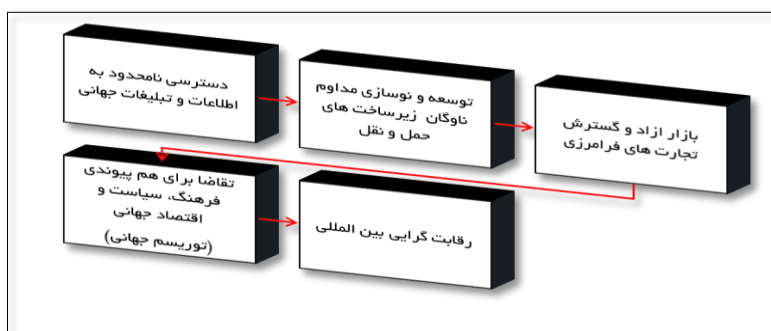 دسترسی نامحدود به
اطلاعات و تبلیغات جهانی
توسعه و نوسازی مداوم
ناوگان زیرساخت های
حمل و نقل
بازار ازاد و گسترش
تجارت های فرامرزی
تقاضا برای هم پیوندی
فرهنگ، سیاست و
اقتصاد جهانی
(توریسم جهانی)
رقابت گرایی بین المللی